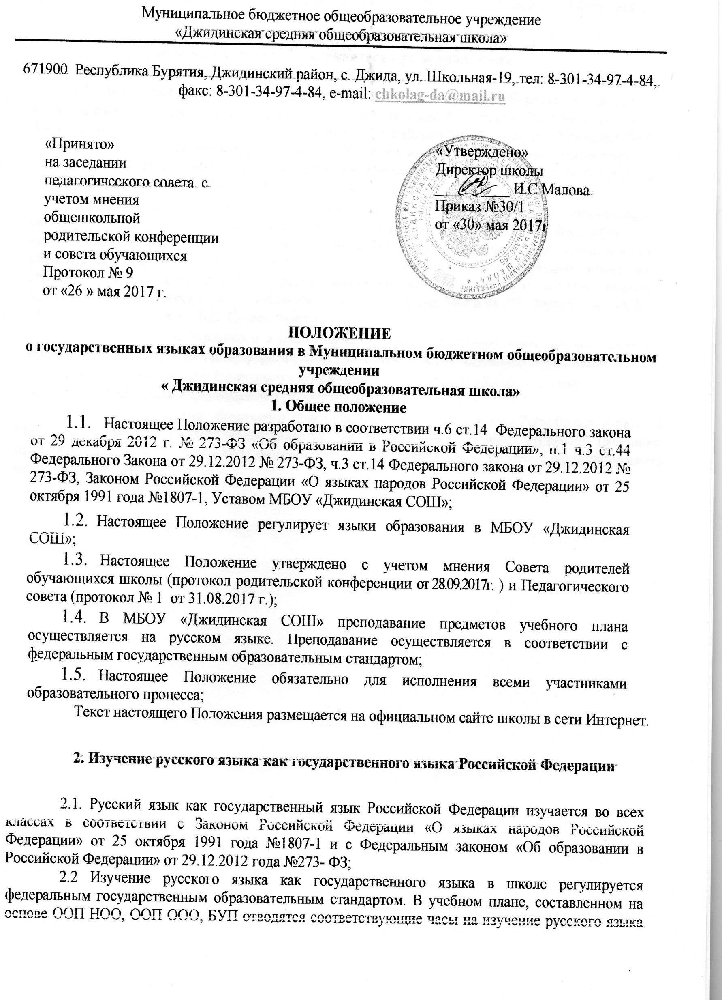 Муниципальное бюджетное общеобразовательное учреждение
«Джидинская средняя общеобразовательная школа»
671900 Республика Бурятия, Джидинский район, с. Джида, ул. Школьная-19, тел: 8-301-34-97-4-84,
факс: 8-301-34-97-4-84, e-mail: chkolag-da@mail.ru
«Принято»
на заседании
педагогического совета с
учетом мнения
общешкольной
родительской конференции
и совета обучающихся
Протокол № 9
от «26 » мая 2017 г.
«Утверждено»
Директор школы
И.С Малова
Приказ №30/1
от «30» мая 2017г
ПОЛОЖЕНИЕ
о государственных языках образования в Муниципальном бюджетном общеобразовательном
учреждении
« Джидинская средняя общеобразовательная школа»
1. Общее положение
1.1. Настоящее Положение разработано в соответствии ч.6 ст.14 Федерального закона
от 29 декабря 2012 г. № 273-ФЗ «Об образовании в Российской Федерации», п.1 ч.3 ст.44
Федерального Закона от 29.12.2012 № 273-ФЗ, ч.3 ст.14 Федерального закона от 29.12.2012 №
273-ФЗ, Законом Российской Федерации «О языках народов Российской Федерации» от 25
октября 1991 года №1807-1, Уставом МБОУ «Джидинская СОШ»;
1.2. Настоящее Положение регулирует языки образования в МБОУ «Джидинская
СОШ»;
1.3. Настоящее Положение утверждено с учетом мнения Совета родителей
обучающихся школы (протокол родительской конференции от 28.09.2017г. ) и Педагогического
совета (протокол № 1 от 31.08.2017 г.);
1.4. В МБОУ «Джидинская СОШ» преподавание предметов учебного плана
осуществляется на русском языке. Преподавание осуществляется в соответствии с
федеральным государственным образовательным стандартом;
1.5. Настоящее Положение обязательно для исполнения всеми участниками
образовательного процесса;
Текст настоящего Положения размещается на официальном сайте школы в сети Интернет.
2. Изучение русского языка как государственного языка Российской Федерации
2.1. Русский язык как государственный язык Российской Федерации изучается во всех
классах в соответствии с Законом Российской Федерации «О языках народов Российской
Федерации» от 25 октября 1991 года №1807-1 и с Федеральным законом «Об образовании в
Российской Федерации» от 29.12.2012 года №273- ФЗ;
2.2 Изучение русского языка как государственного языка в школе регулируется
федеральным государственным образовательным стандартом. В учебном плане, составленном на
основе ООП НОО, ООП ООО, БУП отводятся соответствующие часы на изучение русского языка